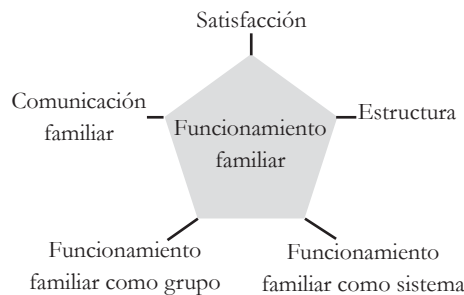 Satisfacción
Comunicación
familiar
Estructura
Funcionamiento
familiar
Funcionamiento
familiar como grupo
Funcionamiento
familiar como sistema